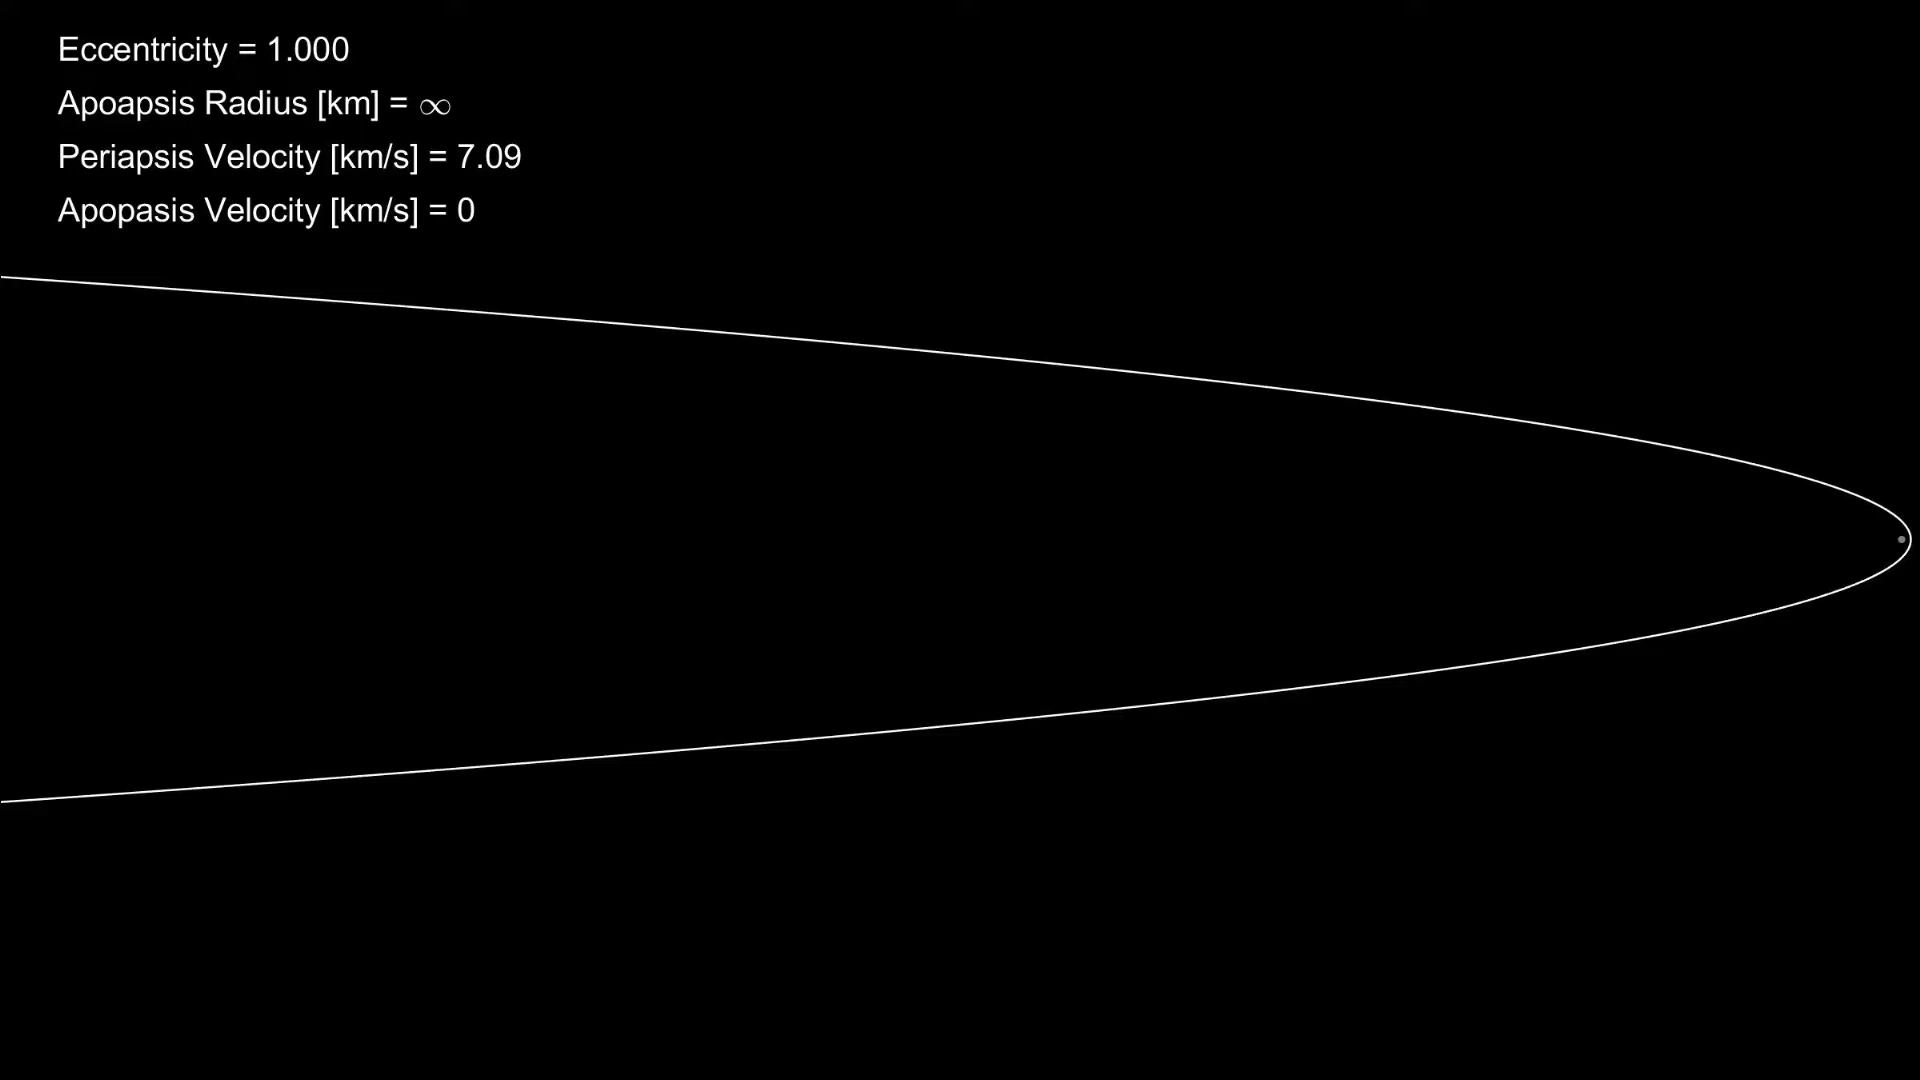 Eccentricity = 1.000
Apoapsis Radius [km] = ∞
Periapsis Velocity [km/s] = 7.09
Apopasis Velocity [km/s] = 0